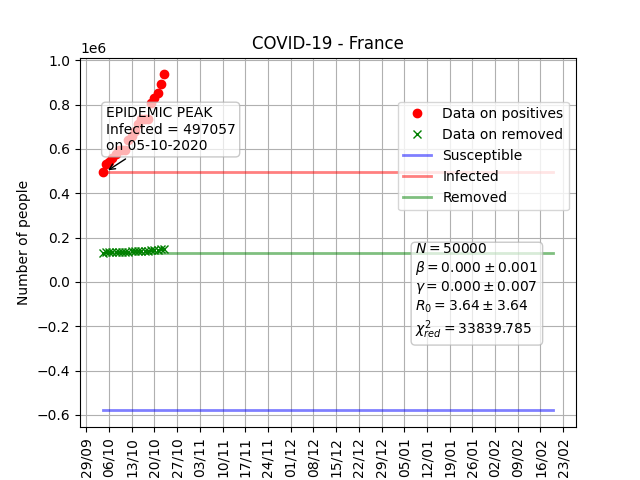 COVID-19 - France
1e6
1.0
0.8
0.6
0.4
0.2
0.0
−0.2
−0.4
−0.6
Number of people
EPIDEMIC PEAK
Infected = 497057
on 05-10-2020
Data on positives
Data on removed
Susceptible
Infected
Removed
N = 50000
β = 0.000 ± 0.001
γ = 0.000 ± 0.007
R₀ = 3.64 ± 3.64
χ²_red = 33839.785
29/09
06/10
13/10
20/10
27/10
03/11
10/11
17/11
24/11
01/12
08/12
15/12
22/12
29/12
05/01
12/01
19/01
26/01
02/02
09/02
16/02
23/02